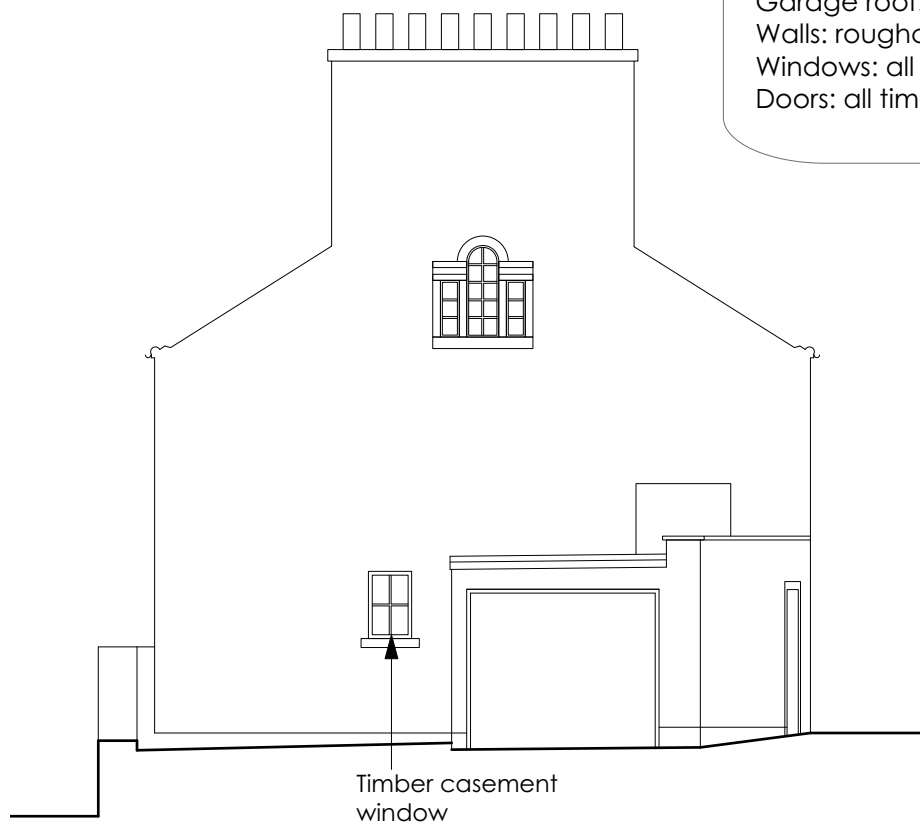 Garage roof
Walls:
Windows: all
Doors: all
Timber casement
window